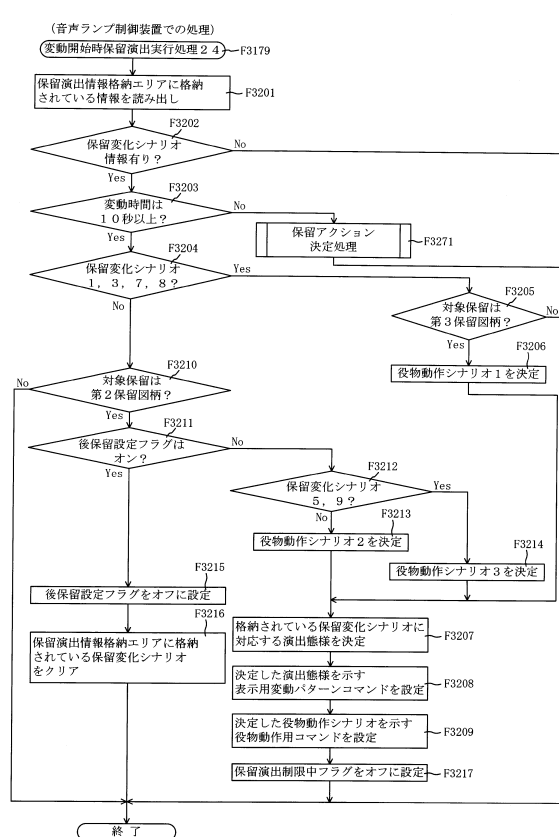 (音声ランプ制御装置での処理)
変動開始時保留演出実行処理24
F3179
保留演出情報格納エリアに格納
されている情報を読み出し
F3201
F3202
保留変化シナリオ
情報有り?
No
Yes
F3203
変動時間は
10秒以上?
No
Yes
保留アクション
決定処理
F3271
F3204
保留変化シナリオ
1,3,7,8?
Yes
No
F3205
対象保留は
第3保留図柄?
No
Yes
F3206
役物動作シナリオ1を決定
F3210
対象保留は
第2保留図柄?
No
Yes
F3211
後保留設定フラグは
オン?
No
Yes
F3212
保留変化シナリオ
5,9?
Yes
No
F3213
役物動作シナリオ2を決定
F3214
役物動作シナリオ3を決定
F3215
後保留設定フラグをオフに設定
F3216
保留演出情報格納エリアに格納
されている保留変化シナリオ
をクリア
格納されている保留変化シナリオに
対応する演出態様を決定
F3207
決定した演出態様を示す
表示用変動パターンコマンドを設定
F3208
決定した役物動作シナリオを示す
役物動作用コマンドを設定
F3209
保留演出制限中フラグをオフに設定
F3217
終了